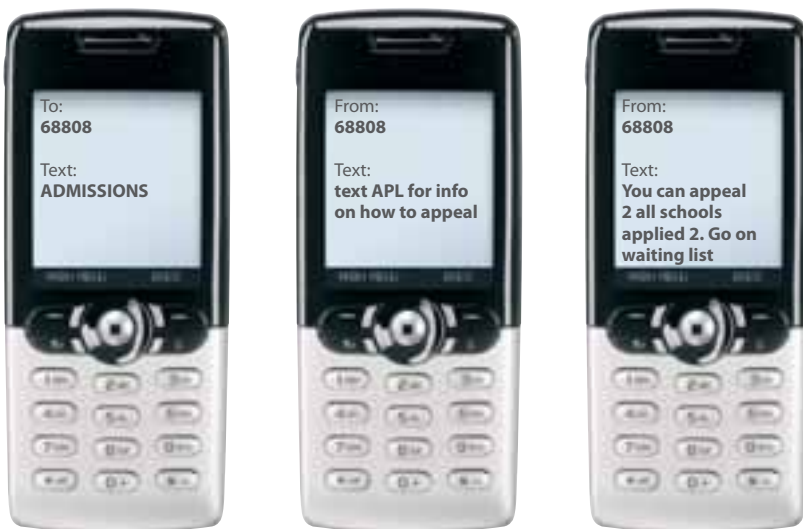 To:
68808
Text:
ADMISSIONS
From:
68808
Text:
text APL for info
on how to appeal
From:
68808
Text:
You can appeal
2 all schools
applied 2. Go on
waiting list